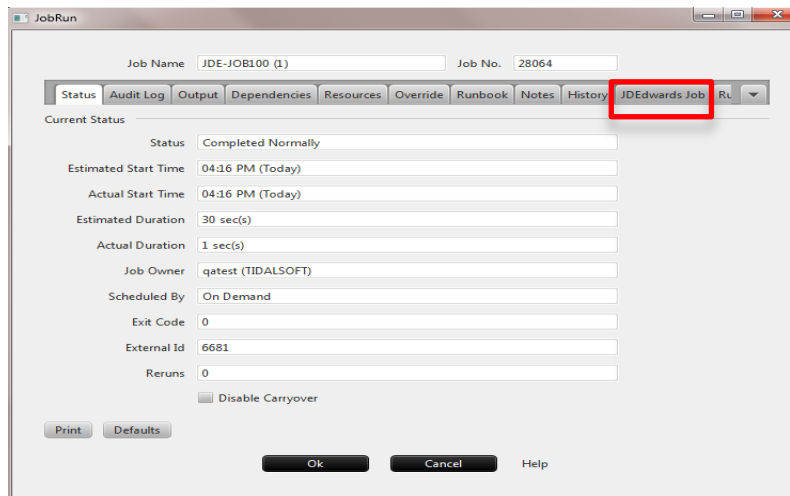 JobRun
Job Name JDE-JOB100 (1) Job No. 28064
Status Audit Log Output Dependencies Resources Override Runbook Notes History JDEdwards Job
Current Status
Status Completed Normally
Estimated Start Time 04:16 PM (Today)
Actual Start Time 04:16 PM (Today)
Estimated Duration 30 sec(s)
Actual Duration 1 sec(s)
Job Owner qatest (TIDALSOFT)
Scheduled By On Demand
Exit Code 0
External Id 6681
Reruns 0
Disable Carryover
Print Defaults
Ok Cancel Help